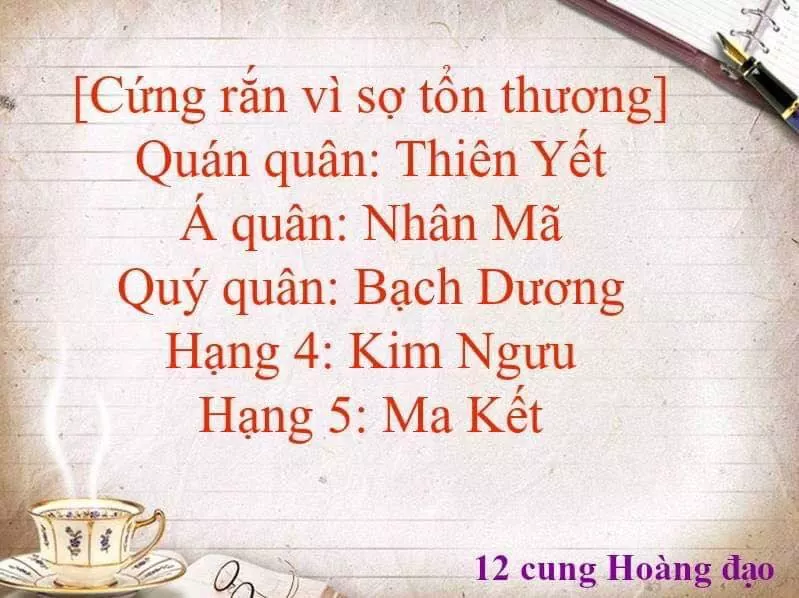 [Cứng rắn vì sợ tổn thương]
Quán quân: Thiên Yết
Á quân: Nhân Mã
Quý quân: Bạch Dương
Hạng 4: Kim Ngưu
Hạng 5: Ma Kết
12 cung Hoàng đạo